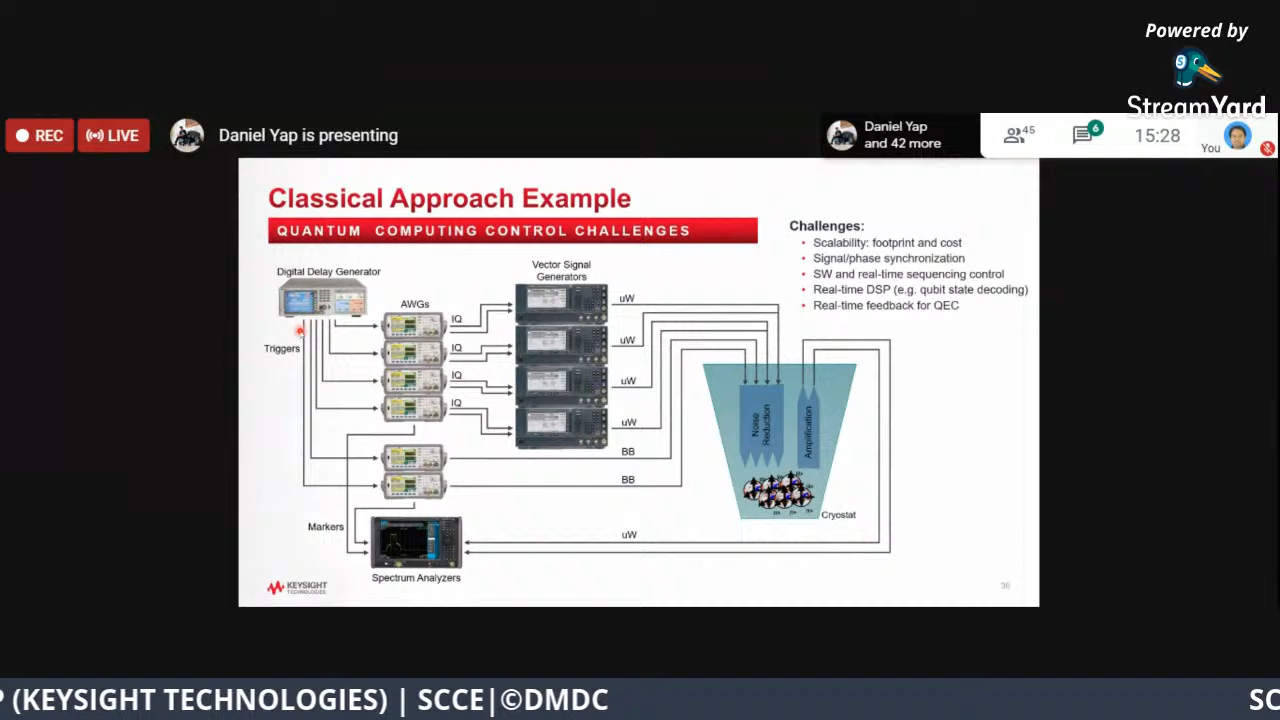 Powered by
StreamYard
REC
LIVE
Daniel Yap is presenting
Daniel Yap
and 42 more
45
6
15:28
You
Classical Approach Example
QUANTUM COMPUTING CONTROL CHALLENGES
Challenges:
• Scalability: footprint and cost
• Signal/phase synchronization
• SW and real-time sequencing control
• Real-time DSP (e.g. qubit state decoding)
• Real-time feedback for QEC
Digital Delay Generator
AWGs
Vector Signal
Generators
Triggers
IQ
IQ
IQ
IQ
uW
uW
uW
uW
BB
BB
Noise
Reduction
Amplification
Cryostat
Markers
uW
Spectrum Analyzers
KEYSIGHT
TECHNOLOGIES
36
P (KEYSIGHT TECHNOLOGIES) | SCCE|©DMDC
SC